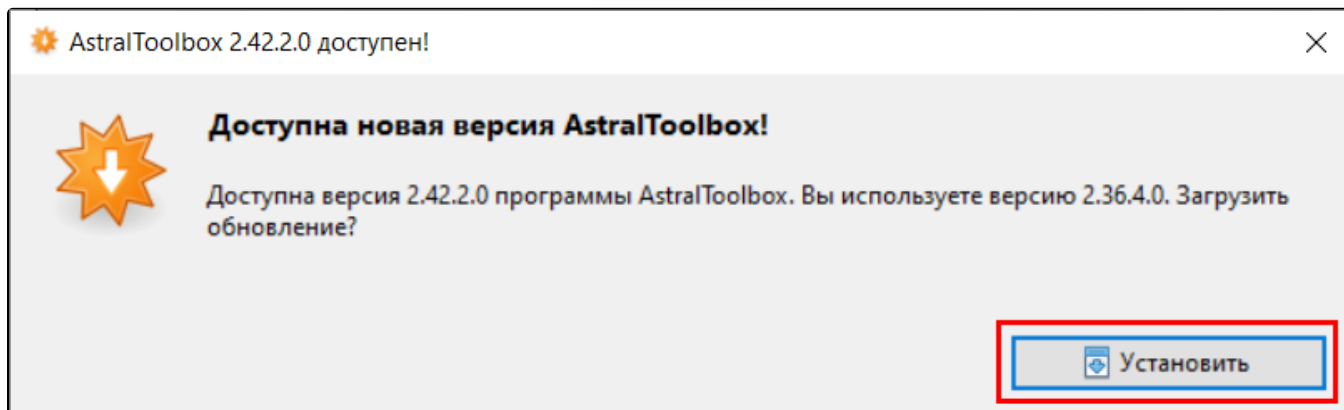 AstralToolbox 2.42.2.0 доступен!
Доступна новая версия AstralToolbox!
Доступна версия 2.42.2.0 программы AstralToolbox. Вы используете версию 2.36.4.0. Загрузить
обновление?
Установить